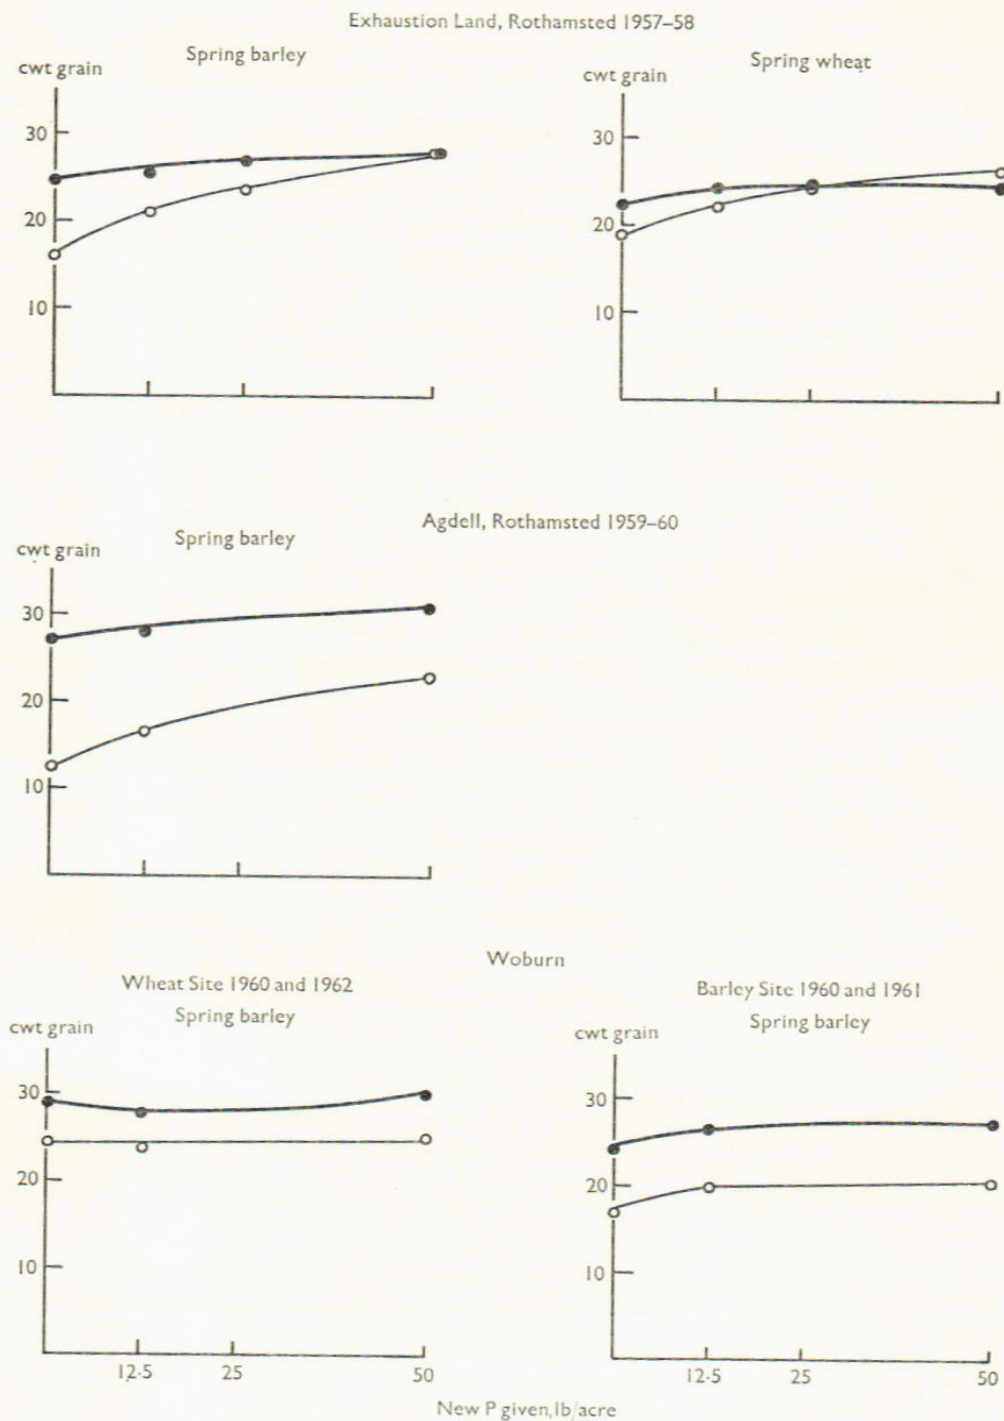 Exhaustion Land, Rothamsted 1957–58
Spring barley
cwt grain
30
20
10
Spring wheat
cwt grain
30
20
10
Agdell, Rothamsted 1959–60
Spring barley
cwt grain
30
20
10
Woburn
Wheat Site 1960 and 1962
Spring barley
cwt grain
30
20
10
12·5 25 50
Barley Site 1960 and 1961
Spring barley
cwt grain
30
20
10
12·5 25 50
New P given, lb/acre